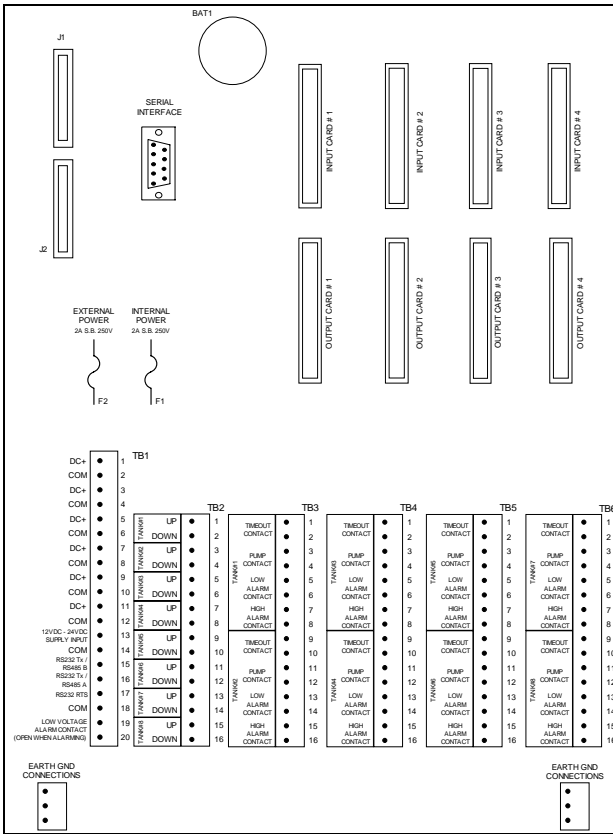 BAT1
J1
SERIAL
INTERFACE
INPUT CARD # 1
INPUT CARD # 2
INPUT CARD # 3
INPUT CARD # 4
J2
OUTPUT CARD # 1
OUTPUT CARD # 2
OUTPUT CARD # 3
OUTPUT CARD # 4
EXTERNAL
POWER
2A S.B. 250V
INTERNAL
POWER
2A S.B. 250V
F2
F1
TB1
DC+ 1
COM 2
DC+ 3
COM 4
DC+ 5
COM 6
DC+ 7
COM 8
DC+ 9
COM 10
DC+ 11
COM 12
12VDC - 24VDC
SUPPLY INPUT
13
COM 14
RS232 Tx /
RS485 B
15
RS232 Tx /
RS485 A
16
RS232 RTS 17
COM 18
LOW VOLTAGE
ALARM CONTACT
(OPEN WHEN ALARMING)
19
20
TB2
TANK#1
UP 1
DOWN 2
TANK#2
UP 3
DOWN 4
TANK#3
UP 5
DOWN 6
TANK#4
UP 7
DOWN 8
TANK#5
UP 9
DOWN 10
TANK#6
UP 11
DOWN 12
TANK#7
UP 13
DOWN 14
TANK#8
UP 15
DOWN 16
TB3
TANK#1
TIMEOUT
CONTACT
1
2
PUMP
CONTACT
3
4
LOW
ALARM
CONTACT
5
6
HIGH
ALARM
CONTACT
7
8
TANK#2
TIMEOUT
CONTACT
9
10
PUMP
CONTACT
11
12
LOW
ALARM
CONTACT
13
14
HIGH
ALARM
CONTACT
15
16
TB4
TANK#3
TIMEOUT
CONTACT
1
2
PUMP
CONTACT
3
4
LOW
ALARM
CONTACT
5
6
HIGH
ALARM
CONTACT
7
8
TANK#4
TIMEOUT
CONTACT
9
10
PUMP
CONTACT
11
12
LOW
ALARM
CONTACT
13
14
HIGH
ALARM
CONTACT
15
16
TB5
TANK#5
TIMEOUT
CONTACT
1
2
PUMP
CONTACT
3
4
LOW
ALARM
CONTACT
5
6
HIGH
ALARM
CONTACT
7
8
TANK#6
TIMEOUT
CONTACT
9
10
PUMP
CONTACT
11
12
LOW
ALARM
CONTACT
13
14
HIGH
ALARM
CONTACT
15
16
TB6
TANK#7
TIMEOUT
CONTACT
1
2
PUMP
CONTACT
3
4
LOW
ALARM
CONTACT
5
6
HIGH
ALARM
CONTACT
7
8
TANK#8
TIMEOUT
CONTACT
9
10
PUMP
CONTACT
11
12
LOW
ALARM
CONTACT
13
14
HIGH
ALARM
CONTACT
15
16
EARTH GND
CONNECTIONS
EARTH GND
CONNECTIONS